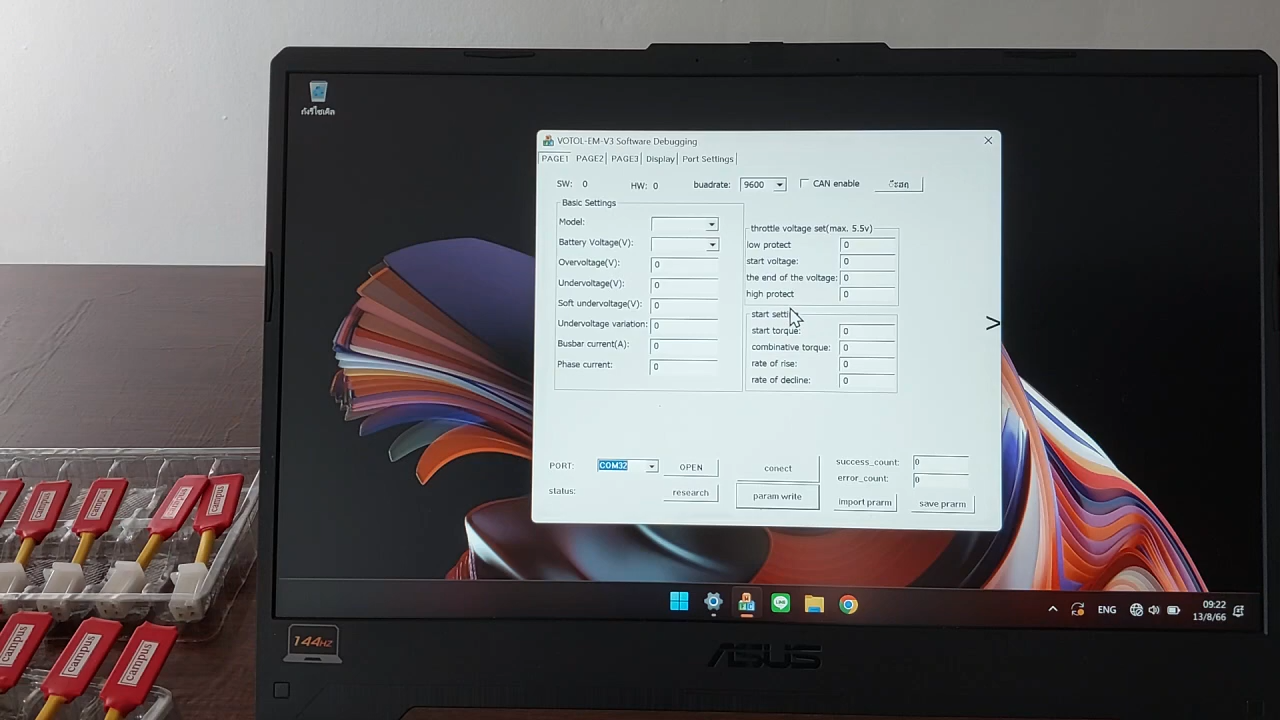 ถังรีไซเคิล
VOTOL-EM-V3 Software Debugging
PAGE1 PAGE2 PAGE3 Display Port Settings
SW: 0 HW: 0 buadrate: 9600 CAN enable
Basic Settings
Model:
Battery Voltage(V):
Overvoltage(V): 0
Undervoltage(V): 0
Soft undervoltage(V): 0
Undervoltage variation: 0
Busbar current(A): 0
Phase current: 0
throttle voltage set(max. 5.5v)
low protect 0
start voltage: 0
the end of the voltage: 0
high protect 0
start setti
start torque: 0
combinative torque: 0
rate of rise: 0
rate of decline: 0
>
PORT: COM32 OPEN conect success_count: 0
error_count: 0
status: research param write import prarm save prarm
ENG 09:22
13/8/66
144Hz
ASUS
campus
campus
campus
campus
campus
campus
campus